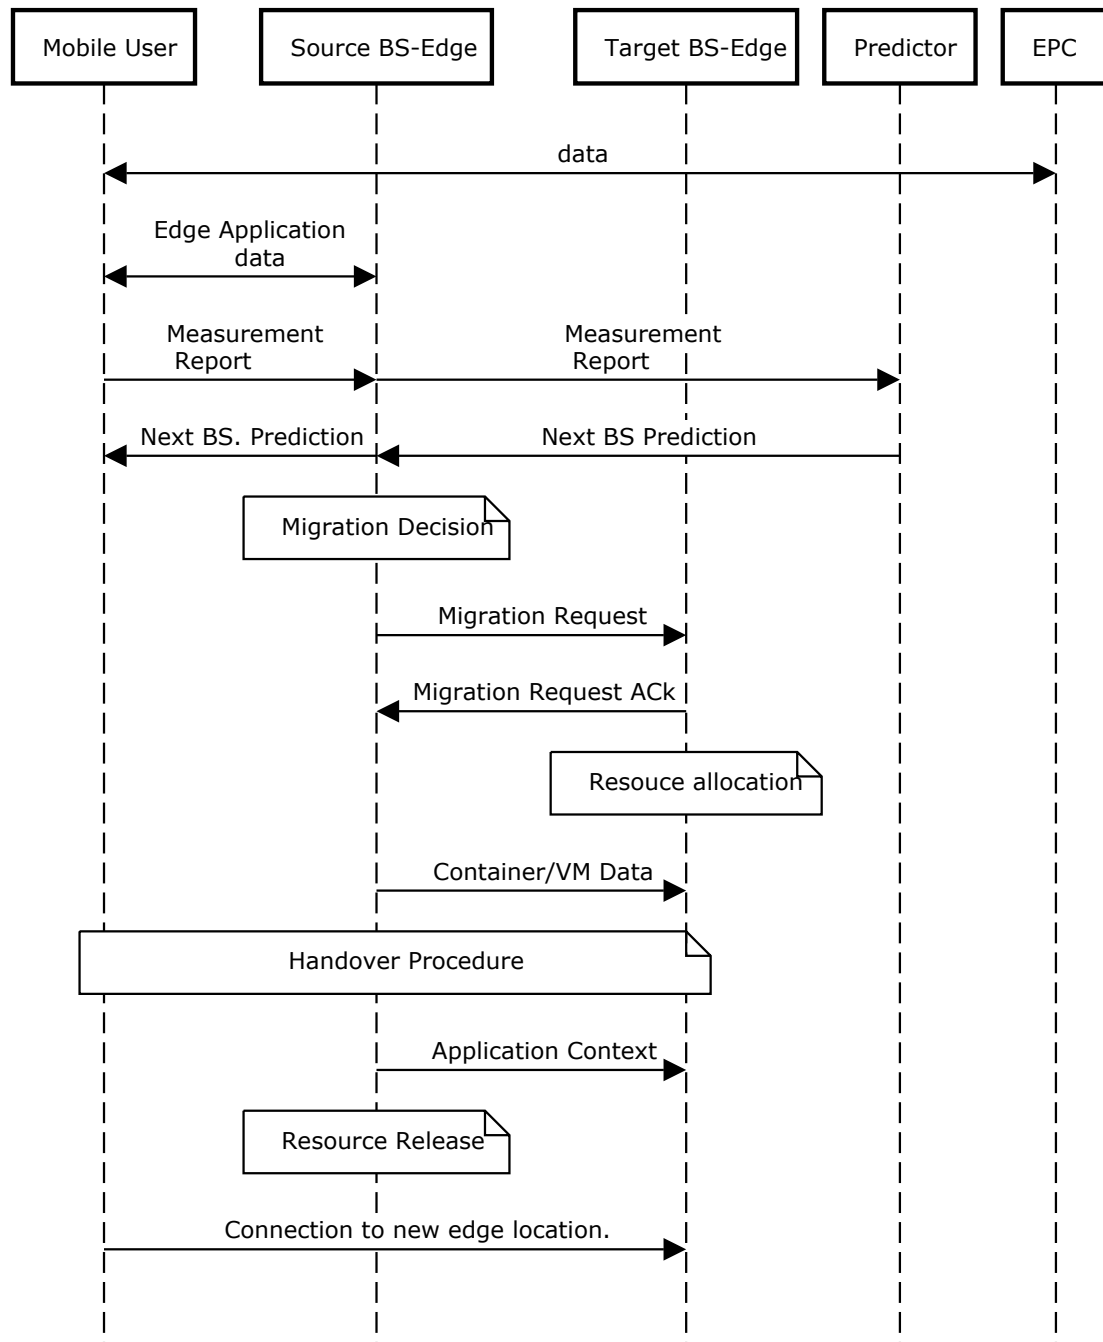 Mobile User
Source BS-Edge
Target BS-Edge
Predictor
EPC
data
Edge Application
data
Measurement
Report
Measurement
Report
Next BS. Prediction
Next BS Prediction
Migration Decision
Migration Request
Migration Request ACk
Resouce allocation
Container/VM Data
Handover Procedure
Application Context
Resource Release
Connection to new edge location.